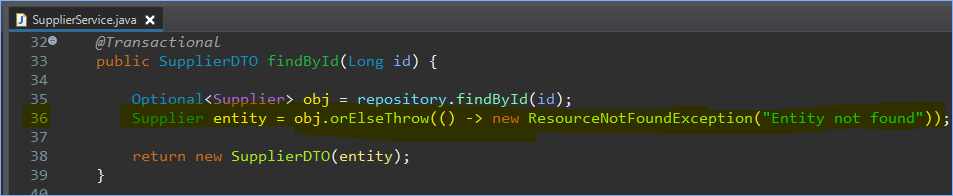 SupplierService.java
32 @Transactional
33 public SupplierDTO findById(Long id) {
34
35 Optional<Supplier> obj = repository.findById(id);
36 Supplier entity = obj.orElseThrow(() -> new ResourceNotFoundException("Entity not found"));
37
38 return new SupplierDTO(entity);
39 }
40